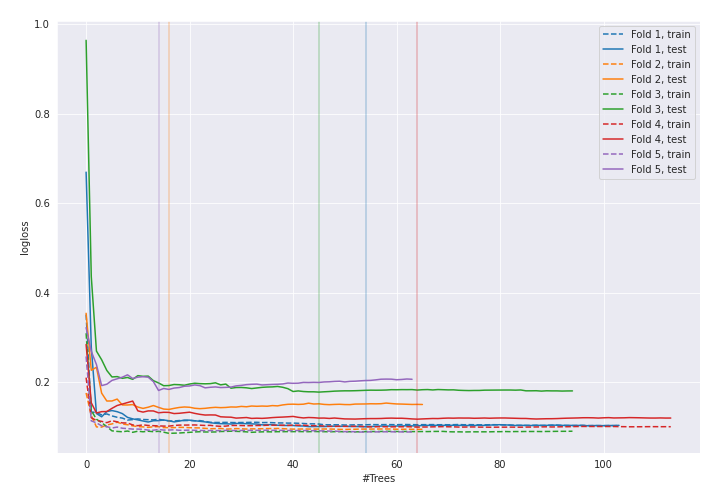 1.0
0.8
0.6
0.4
0.2
logloss
0
20
40
60
80
100
#Trees
Fold 1, train
Fold 1, test
Fold 2, train
Fold 2, test
Fold 3, train
Fold 3, test
Fold 4, train
Fold 4, test
Fold 5, train
Fold 5, test